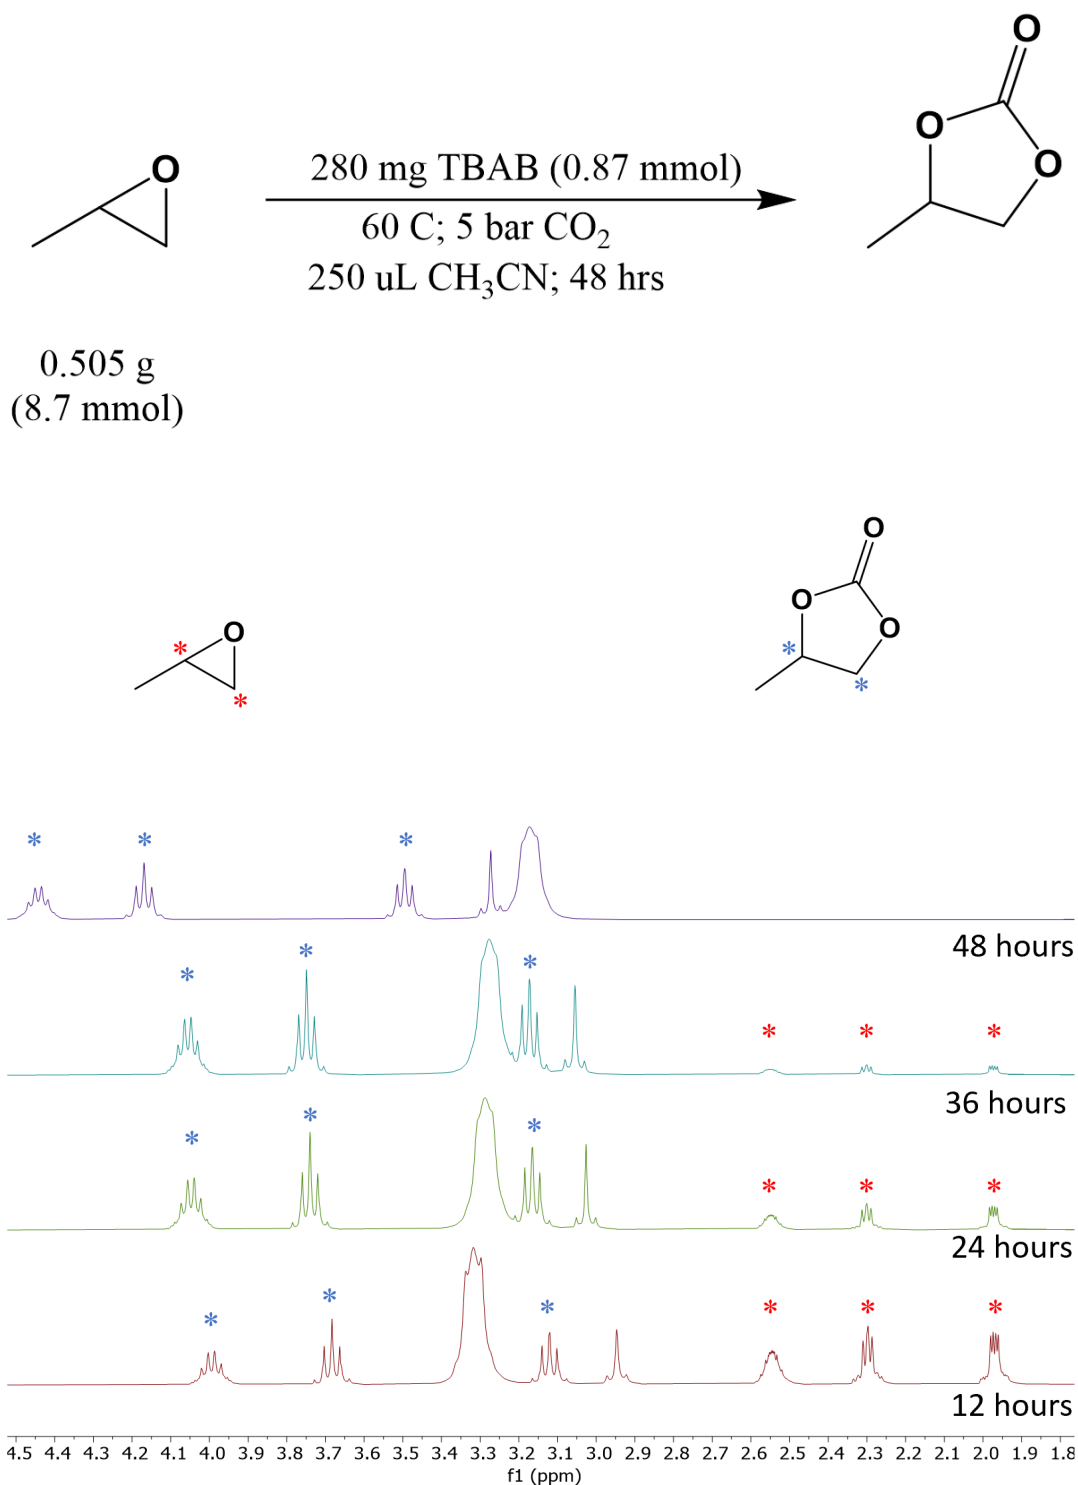 O
O
O
O
280 mg TBAB (0.87 mmol)
60 C; 5 bar CO₂
250 uL CH₃CN; 48 hrs
0.505 g
(8.7 mmol)
O
O
O
O
* *
* *
* * *
48 hours
* * * * * *
36 hours
* * * * * *
24 hours
* * * * * *
12 hours
4.5 4.4 4.3 4.2 4.1 4.0 3.9 3.8 3.7 3.6 3.5 3.4 3.3 3.2 3.1 3.0 2.9 2.8 2.7 2.6 2.5 2.4 2.3 2.2 2.1 2.0 1.9 1.8
f1 (ppm)